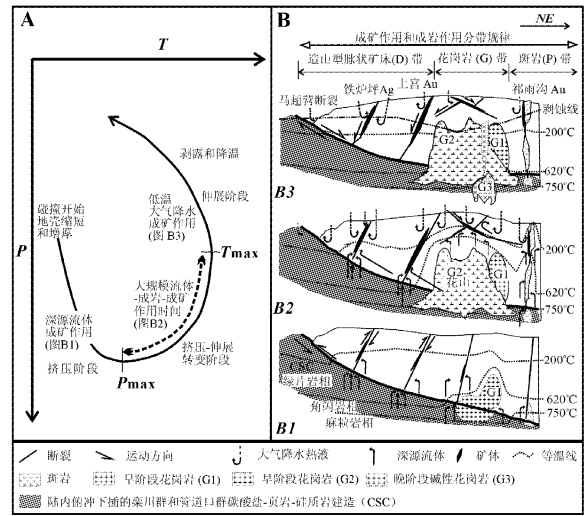 A
T
P
剥露和降温
低温
大气降水
成矿作用
(图 B3)
伸展阶段
碰撞开始
地壳缩短
和增厚
Tmax
大规模流体
-成岩-成矿
作用时间
(图B2)
深源流体
成矿作用
(图B1)
挤压阶段
Pmax
挤压-伸展
转变阶段
B
NE
成矿作用和成岩作用分带规律
造山型脉状矿床(D) 带
花岗岩(G) 带
斑岩(P) 带
铁炉坪Ag
上宫 Au
祁雨沟 Au
马超营断裂
剥蚀线
200℃
G2
G1
620℃
750℃
G3
B3
200℃
G2
花山
G1
620℃
750℃
B2
200℃
CSC
绿片岩相
G1
620℃
角闪岩相
750℃
麻粒岩相
B1
断裂
运动方向
大气降水热液
深源流体
矿体
等温线
斑岩
早阶段花岗岩 (G1)
早阶段花岗岩 (G2)
晚阶段碱性花岗岩 (G3)
陆内俯冲下插的栾川群和管道口群碳酸盐-页岩-硅质岩建造 (CSC)